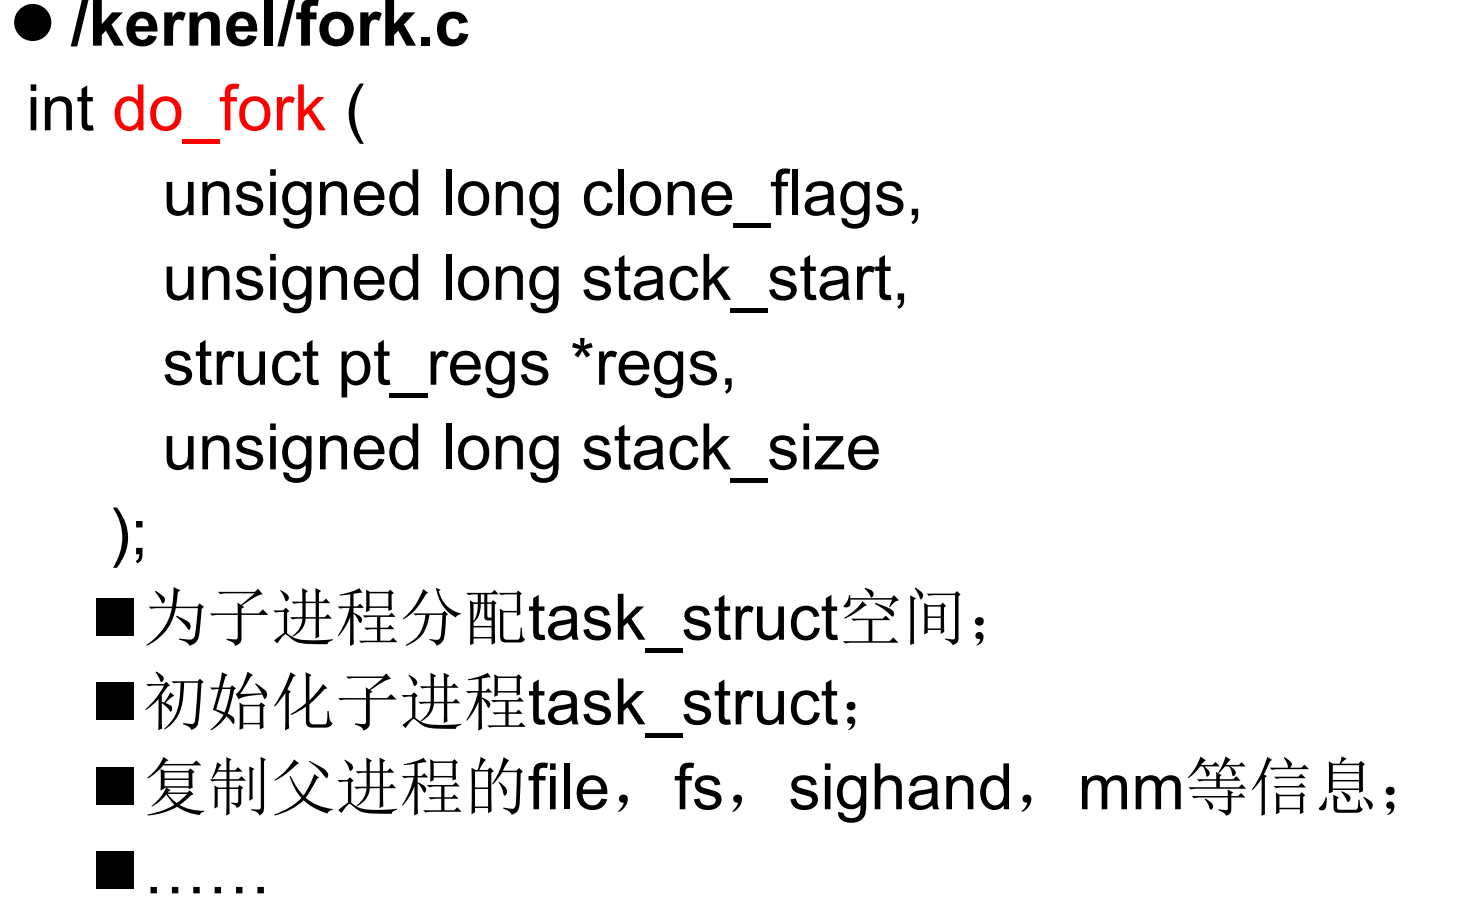 ● /kernel/fork.c
int do_fork (
unsigned long clone_flags,
unsigned long stack_start,
struct pt_regs *regs,
unsigned long stack_size
);
■为子进程分配task_struct空间;
■初始化子进程task_struct;
■复制父进程的file，fs，sighand，mm等信息;
■……